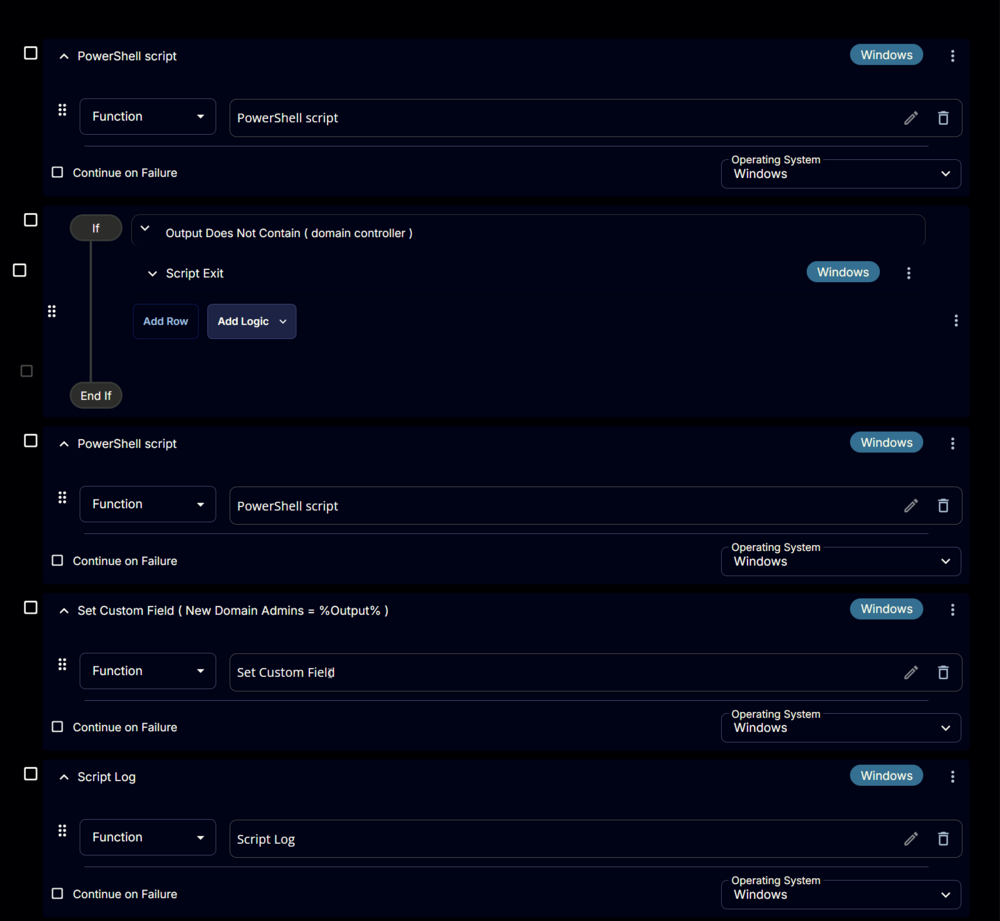 PowerShell script
Windows
Function
PowerShell script
Continue on Failure
Operating System
Windows
If
Output Does Not Contain ( domain controller )
Script Exit
Windows
Add Row
Add Logic
End If
PowerShell script
Windows
Function
PowerShell script
Continue on Failure
Operating System
Windows
Set Custom Field ( New Domain Admins = %Output% )
Windows
Function
Set Custom Field
Continue on Failure
Operating System
Windows
Script Log
Windows
Function
Script Log
Continue on Failure
Operating System
Windows